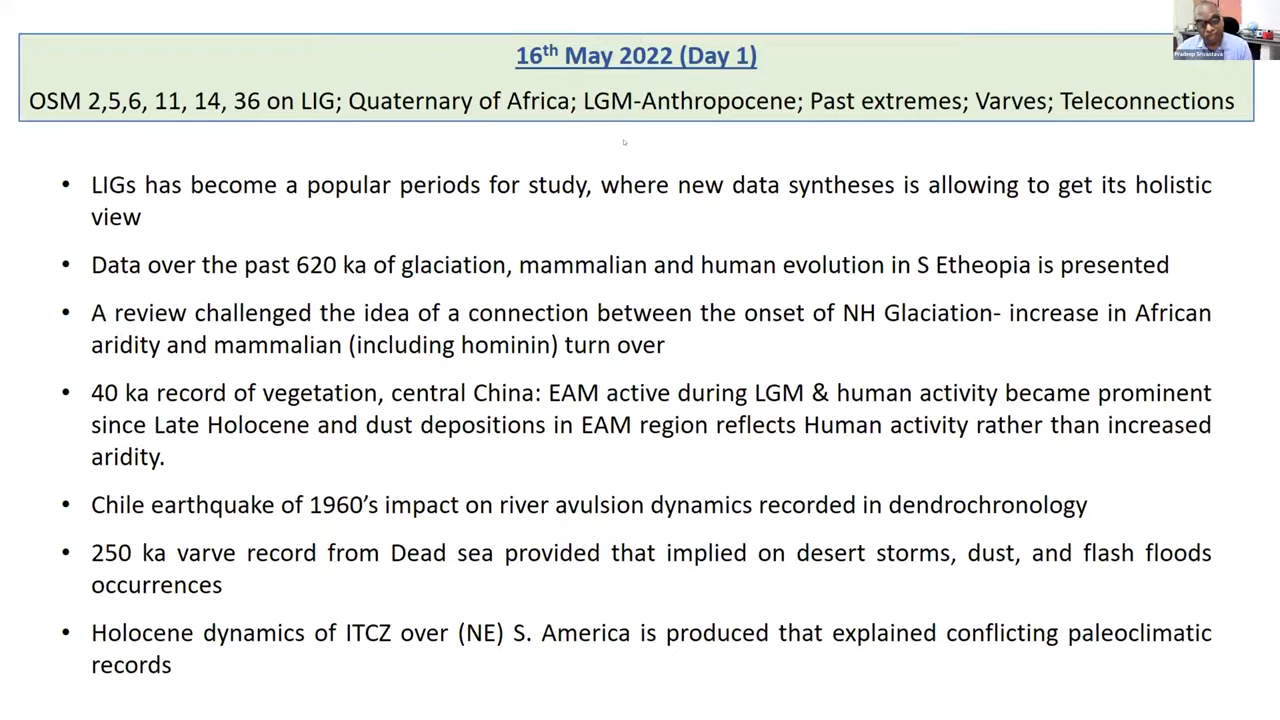 Pradeep Srivastava
16th May 2022 (Day 1)
OSM 2,5,6, 11, 14, 36 on LIG; Quaternary of Africa; LGM-Anthropocene; Past extremes; Varves; Teleconnections
• LIGs has become a popular periods for study, where new data syntheses is allowing to get its holistic
view
• Data over the past 620 ka of glaciation, mammalian and human evolution in S Etheopia is presented
• A review challenged the idea of a connection between the onset of NH Glaciation- increase in African
aridity and mammalian (including hominin) turn over
• 40 ka record of vegetation, central China: EAM active during LGM & human activity became prominent
since Late Holocene and dust depositions in EAM region reflects Human activity rather than increased
aridity.
• Chile earthquake of 1960’s impact on river avulsion dynamics recorded in dendrochronology
• 250 ka varve record from Dead sea provided that implied on desert storms, dust, and flash floods
occurrences
• Holocene dynamics of ITCZ over (NE) S. America is produced that explained conflicting paleoclimatic
records